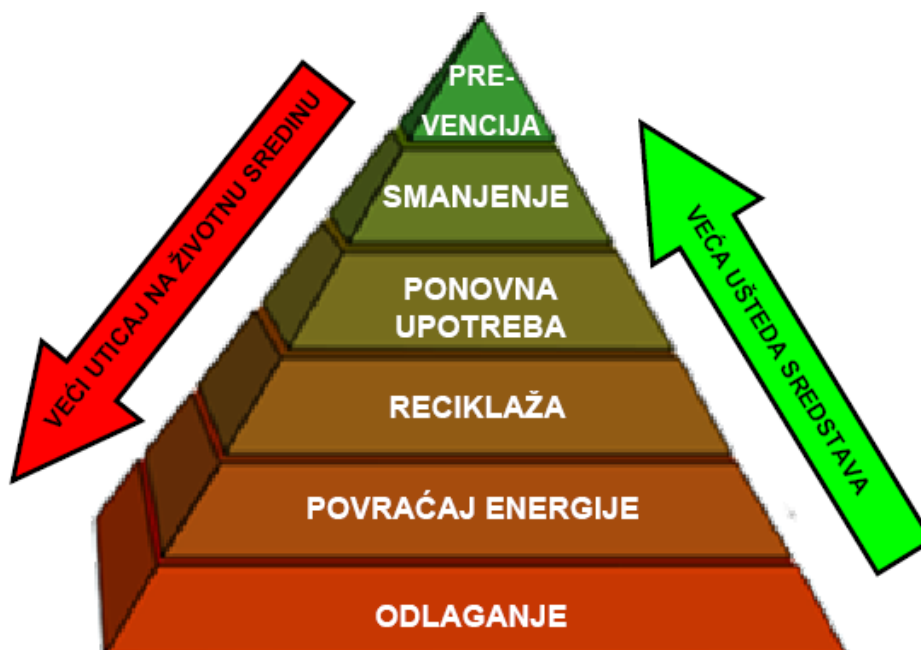 PRE-
VENCIJA
SMANJENJE
PONOVNA
UPOTREBA
RECIKLAŽA
POVRAĆAJ ENERGIJE
ODLAGANJE
VEĆI UTICAJ NA ŽIVOTNU SREDINU
VEĆA UŠTEDA SREDSTAVA